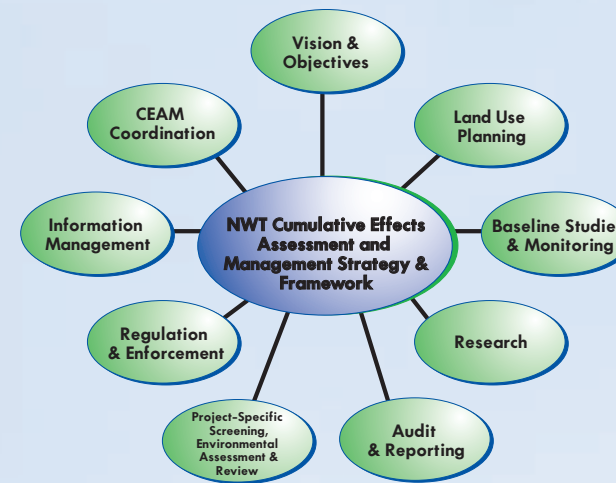 Vision &
Objectives
CEAM
Coordination
Land Use
Planning
Information
Management
NWT Cumulative Effects
Assessment and
Management Strategy &
Framework
Baseline Studie
& Monitoring
Regulation
& Enforcement
Research
Project-Specific
Screening,
Environmental
Assessment &
Review
Audit
& Reporting